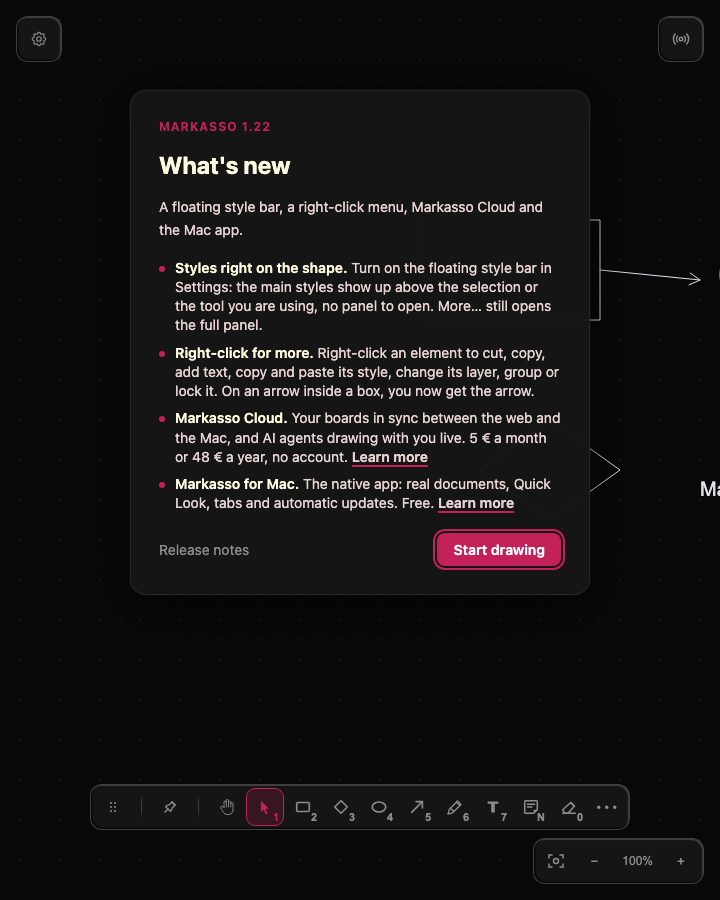 MARKASSO 1.22
What's new
A floating style bar, a right-click menu, Markasso Cloud and
the Mac app.
Styles right on the shape. Turn on the floating style bar in
Settings: the main styles show up above the selection or
the tool you are using, no panel to open. More… still opens
the full panel.
Right-click for more. Right-click an element to cut, copy,
add text, copy and paste its style, change its layer, group or
lock it. On an arrow inside a box, you now get the arrow.
Markasso Cloud. Your boards in sync between the web and
the Mac, and AI agents drawing with you live. 5 € a month
or 48 € a year, no account. Learn more
Markasso for Mac. The native app: real documents, Quick
Look, tabs and automatic updates. Free. Learn more
Ma
Release notes
Start drawing
1 2 3 4 5 6 T 7 N 0
− 100% +